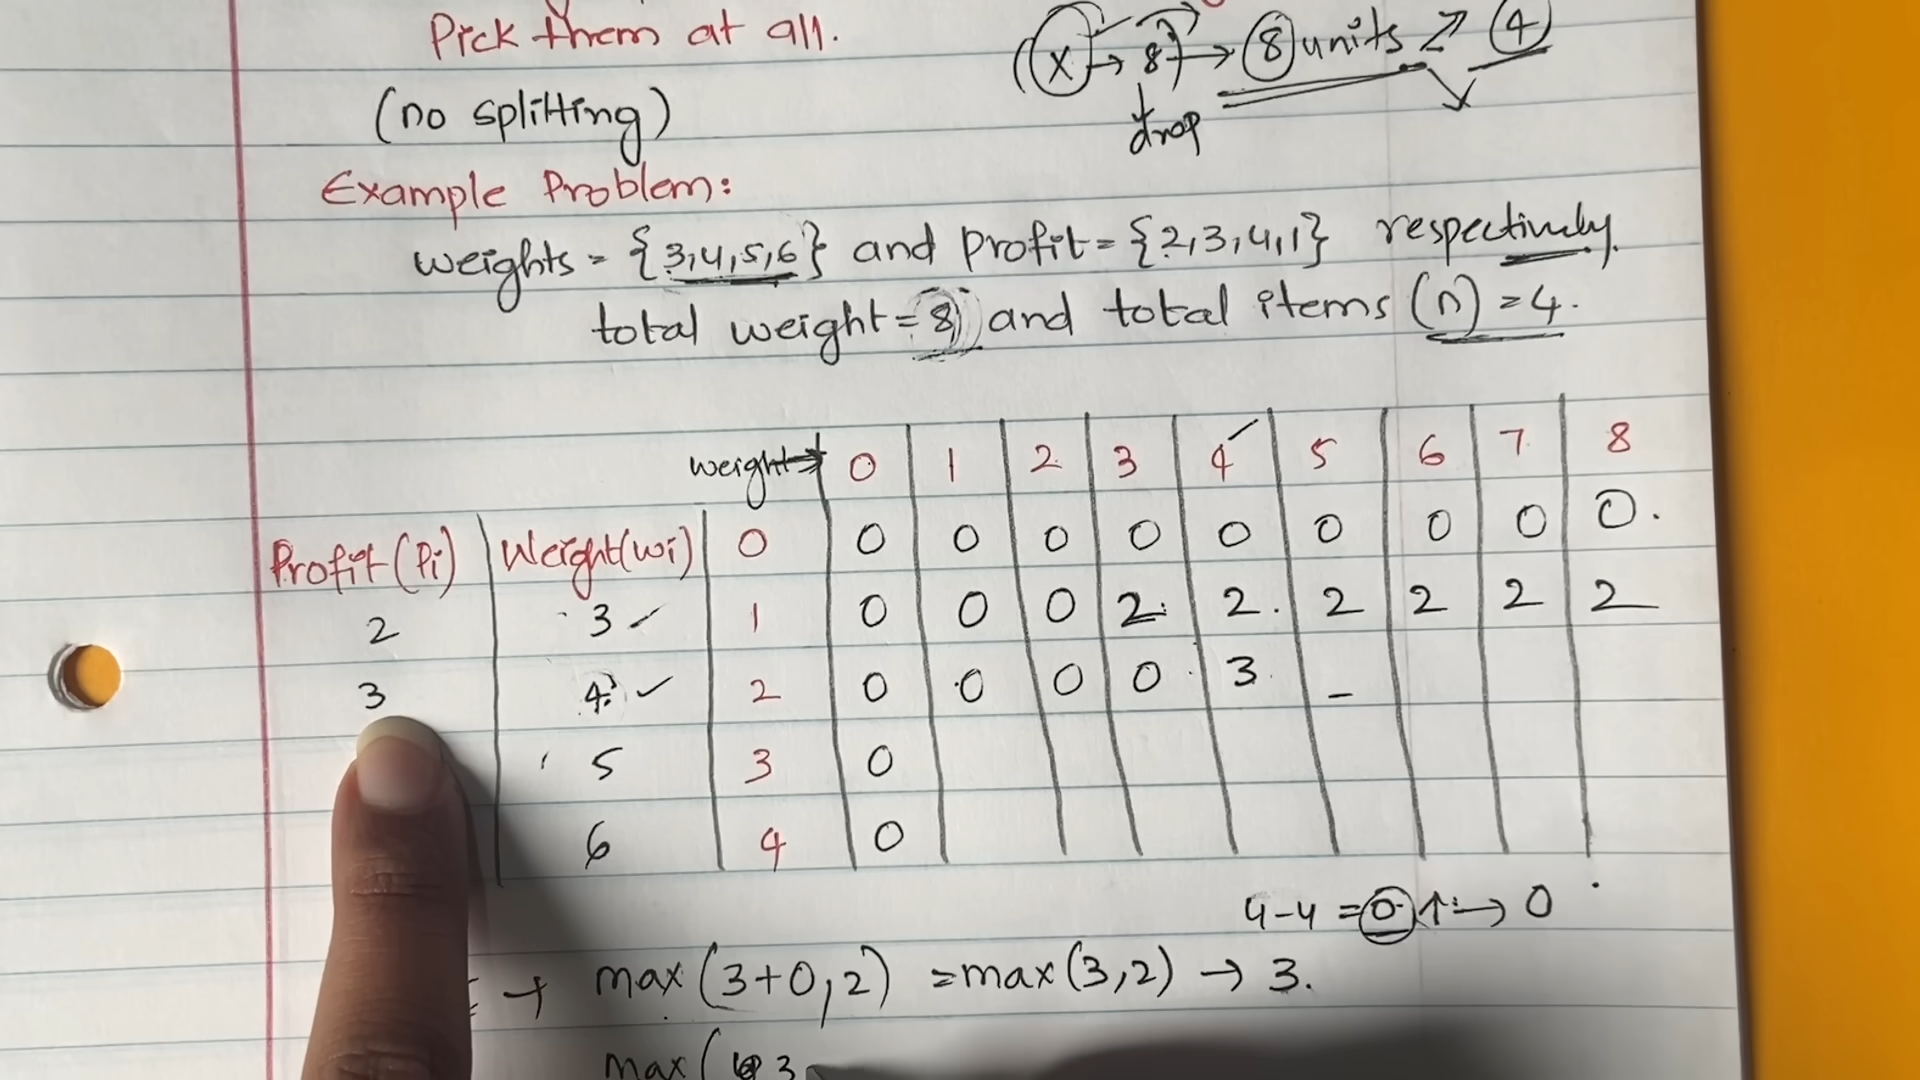 Pick them at all.
(no splitting)
(X → 8) → 8 units ≥ 4
drop
Example Problem:
weights = {3,4,5,6} and Profit = {2,3,4,1} respectively.
total weight = 8 and total items (n) = 4.
weight → 0 1 2 3 4 5 6 7 8
Profit (Pi) Weight(wi) 0 0 0 0 0 0 0 0 0 0.
2 3 ✓ 1 0 0 0 2 2 2 2 2 2
3 4 ✓ 2 0 0 0 0 3 –
5 3 0
6 4 0
4-4 = 0 ↑ → 0
max (3+0,2) = max (3,2) → 3.
max ( 3